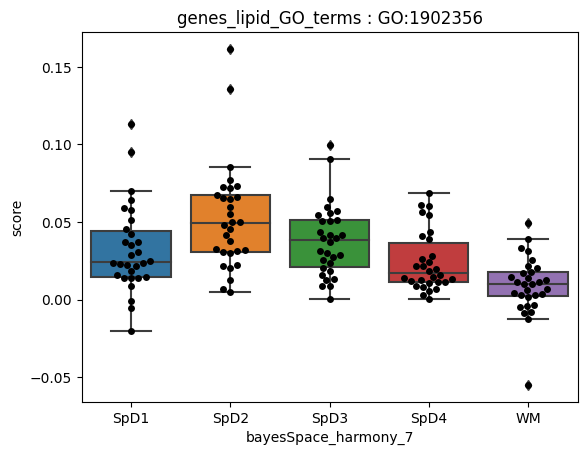 genes_lipid_GO_terms : GO:1902356
0.15
0.10
0.05
0.00
−0.05
score
SpD1 SpD2 SpD3 SpD4 WM
bayesSpace_harmony_7